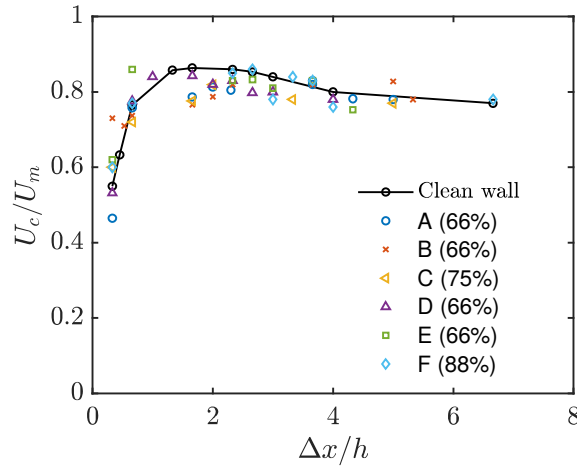 1
0.8
0.6
0.4
0.2
0
U_c/U_m
0 2 4 6 8
Δx/h
Clean wall
A (66%)
B (66%)
C (75%)
D (66%)
E (66%)
F (88%)